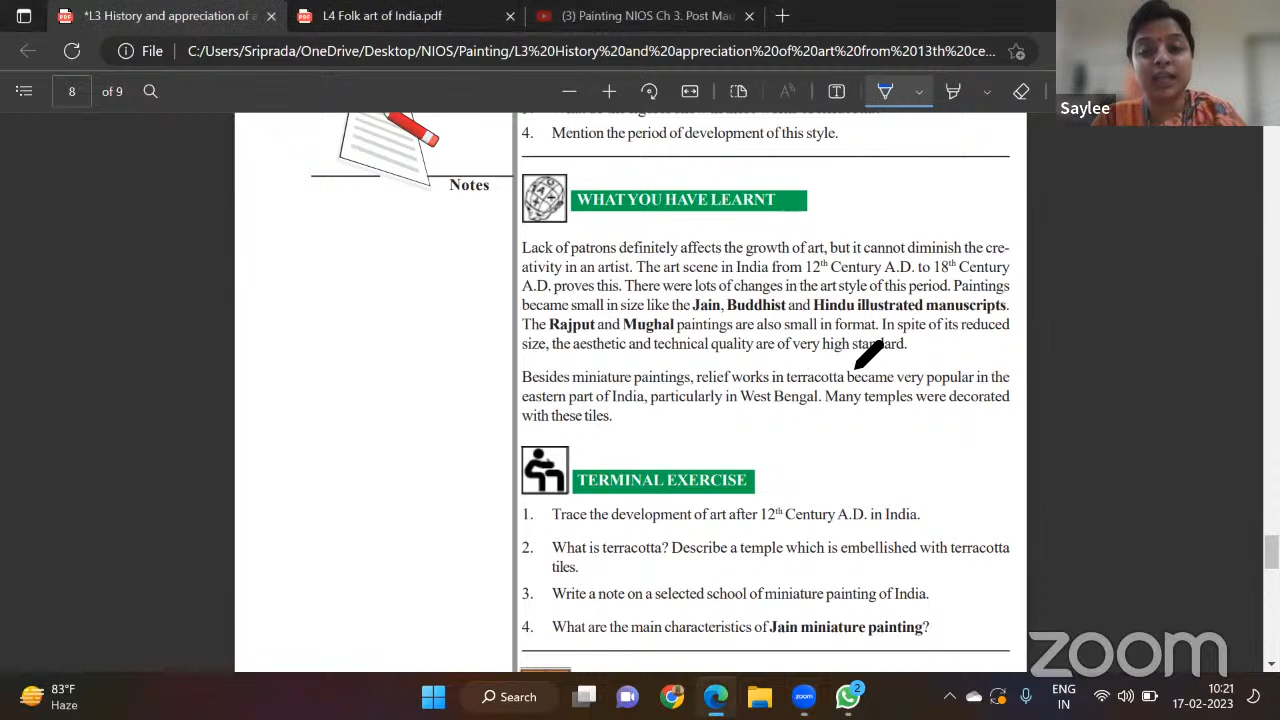 *L3 History and appreciation of a
L4 Folk art of India.pdf
(3) Painting NIOS Ch 3. Post Mau
File
C:/Users/Sriprada/OneDrive/Desktop/NIOS/Painting/L3%20History%20and%20appreciation%20of%20art%20from%2013th%20ce...
8 of 9
Saylee
4. Mention the period of development of this style.
Notes
WHAT YOU HAVE LEARNT
Lack of patrons definitely affects the growth of art, but it cannot diminish the cre-
ativity in an artist. The art scene in India from 12th Century A.D. to 18th Century
A.D. proves this. There were lots of changes in the art style of this period. Paintings
became small in size like the Jain, Buddhist and Hindu illustrated manuscripts.
The Rajput and Mughal paintings are also small in format. In spite of its reduced
size, the aesthetic and technical quality are of very high standard.
Besides miniature paintings, relief works in terracotta became very popular in the
eastern part of India, particularly in West Bengal. Many temples were decorated
with these tiles.
TERMINAL EXERCISE
1. Trace the development of art after 12th Century A.D. in India.
2. What is terracotta? Describe a temple which is embellished with terracotta
tiles.
3. Write a note on a selected school of miniature painting of India.
4. What are the main characteristics of Jain miniature painting?
zoom
83°F
Haze
Search
2
ENG
IN
10:21
17-02-2023